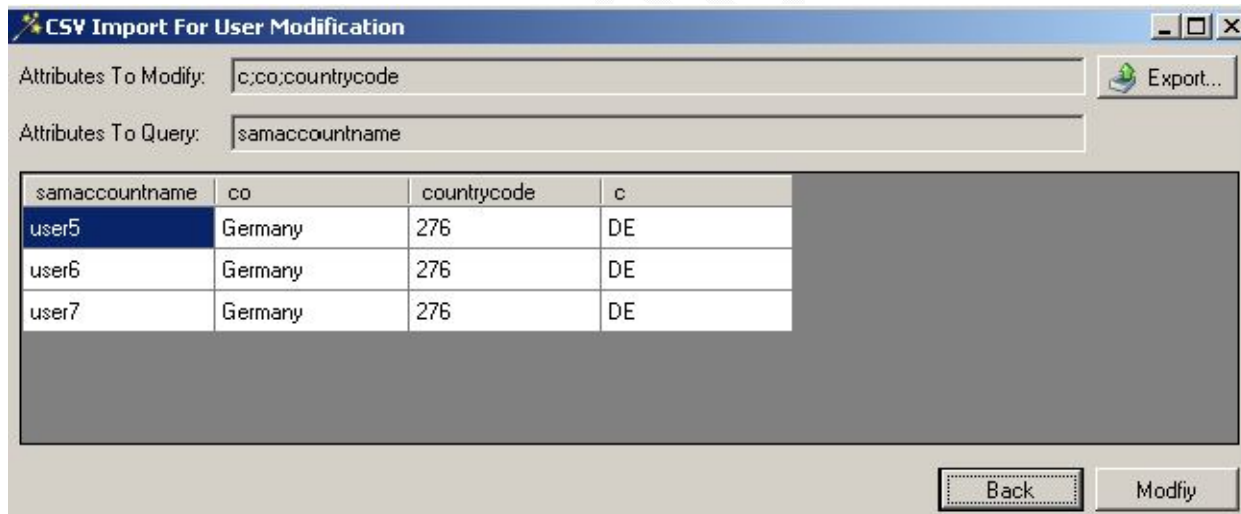 CSV Import For User Modification
Attributes To Modify: c;co;countrycode Export...
Attributes To Query: samaccountname
samaccountname co countrycode c
user5 Germany 276 DE
user6 Germany 276 DE
user7 Germany 276 DE
Back Modfiy